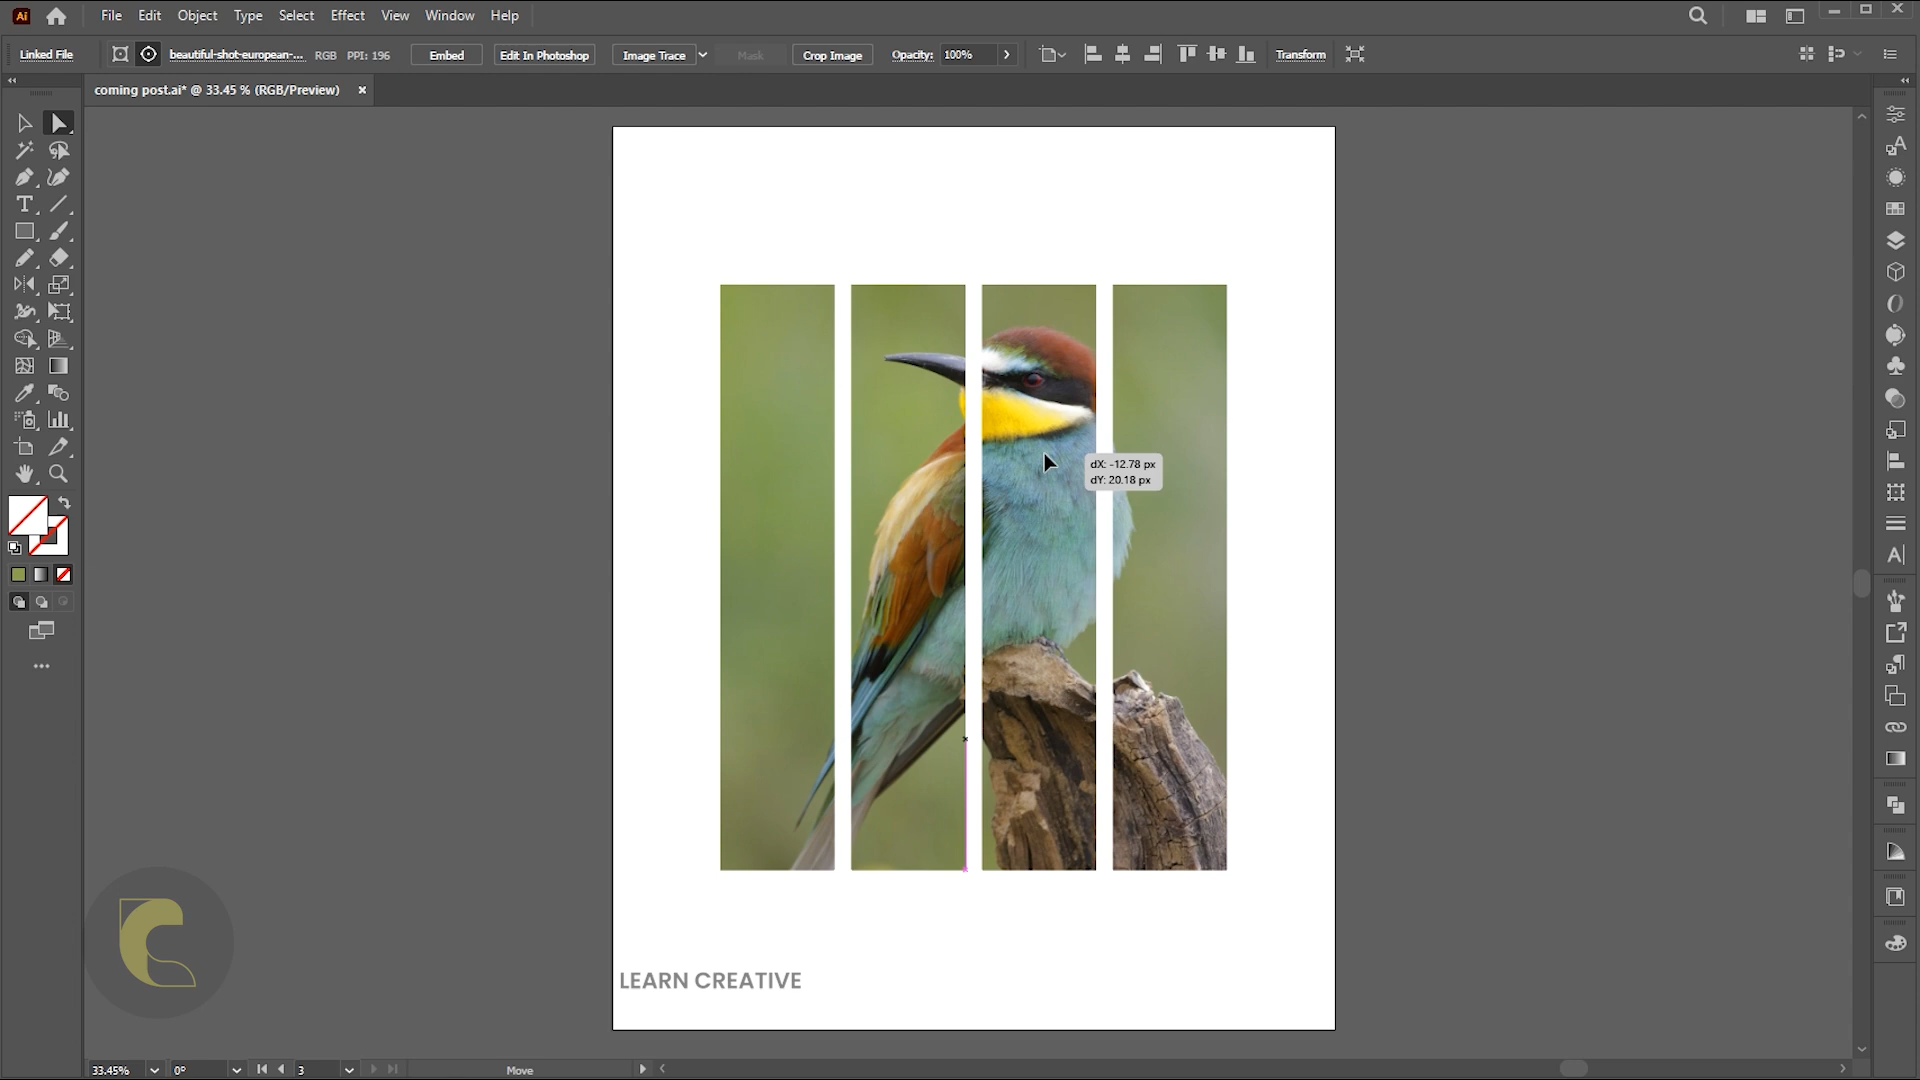 Ai File Edit Object Type Select Effect View Window Help
Linked File beautiful-shot-european-... RGB PPI: 196 Embed Edit In Photoshop Image Trace Mask Crop Image Opacity: 100% Transform
coming post.ai* @ 33.45 % (RGB/Preview)
dX: -12.78 px
dY: 20.18 px
LEARN CREATIVE
33.45% 0° 3 Move